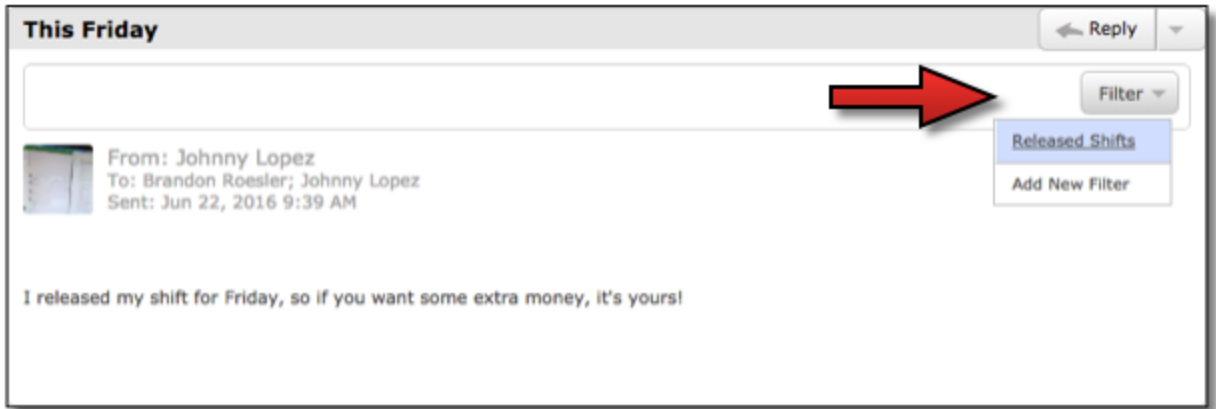 This Friday
Reply
Filter
Released Shifts
Add New Filter
From: Johnny Lopez
To: Brandon Roesler; Johnny Lopez
Sent: Jun 22, 2016 9:39 AM
I released my shift for Friday, so if you want some extra money, it's yours!